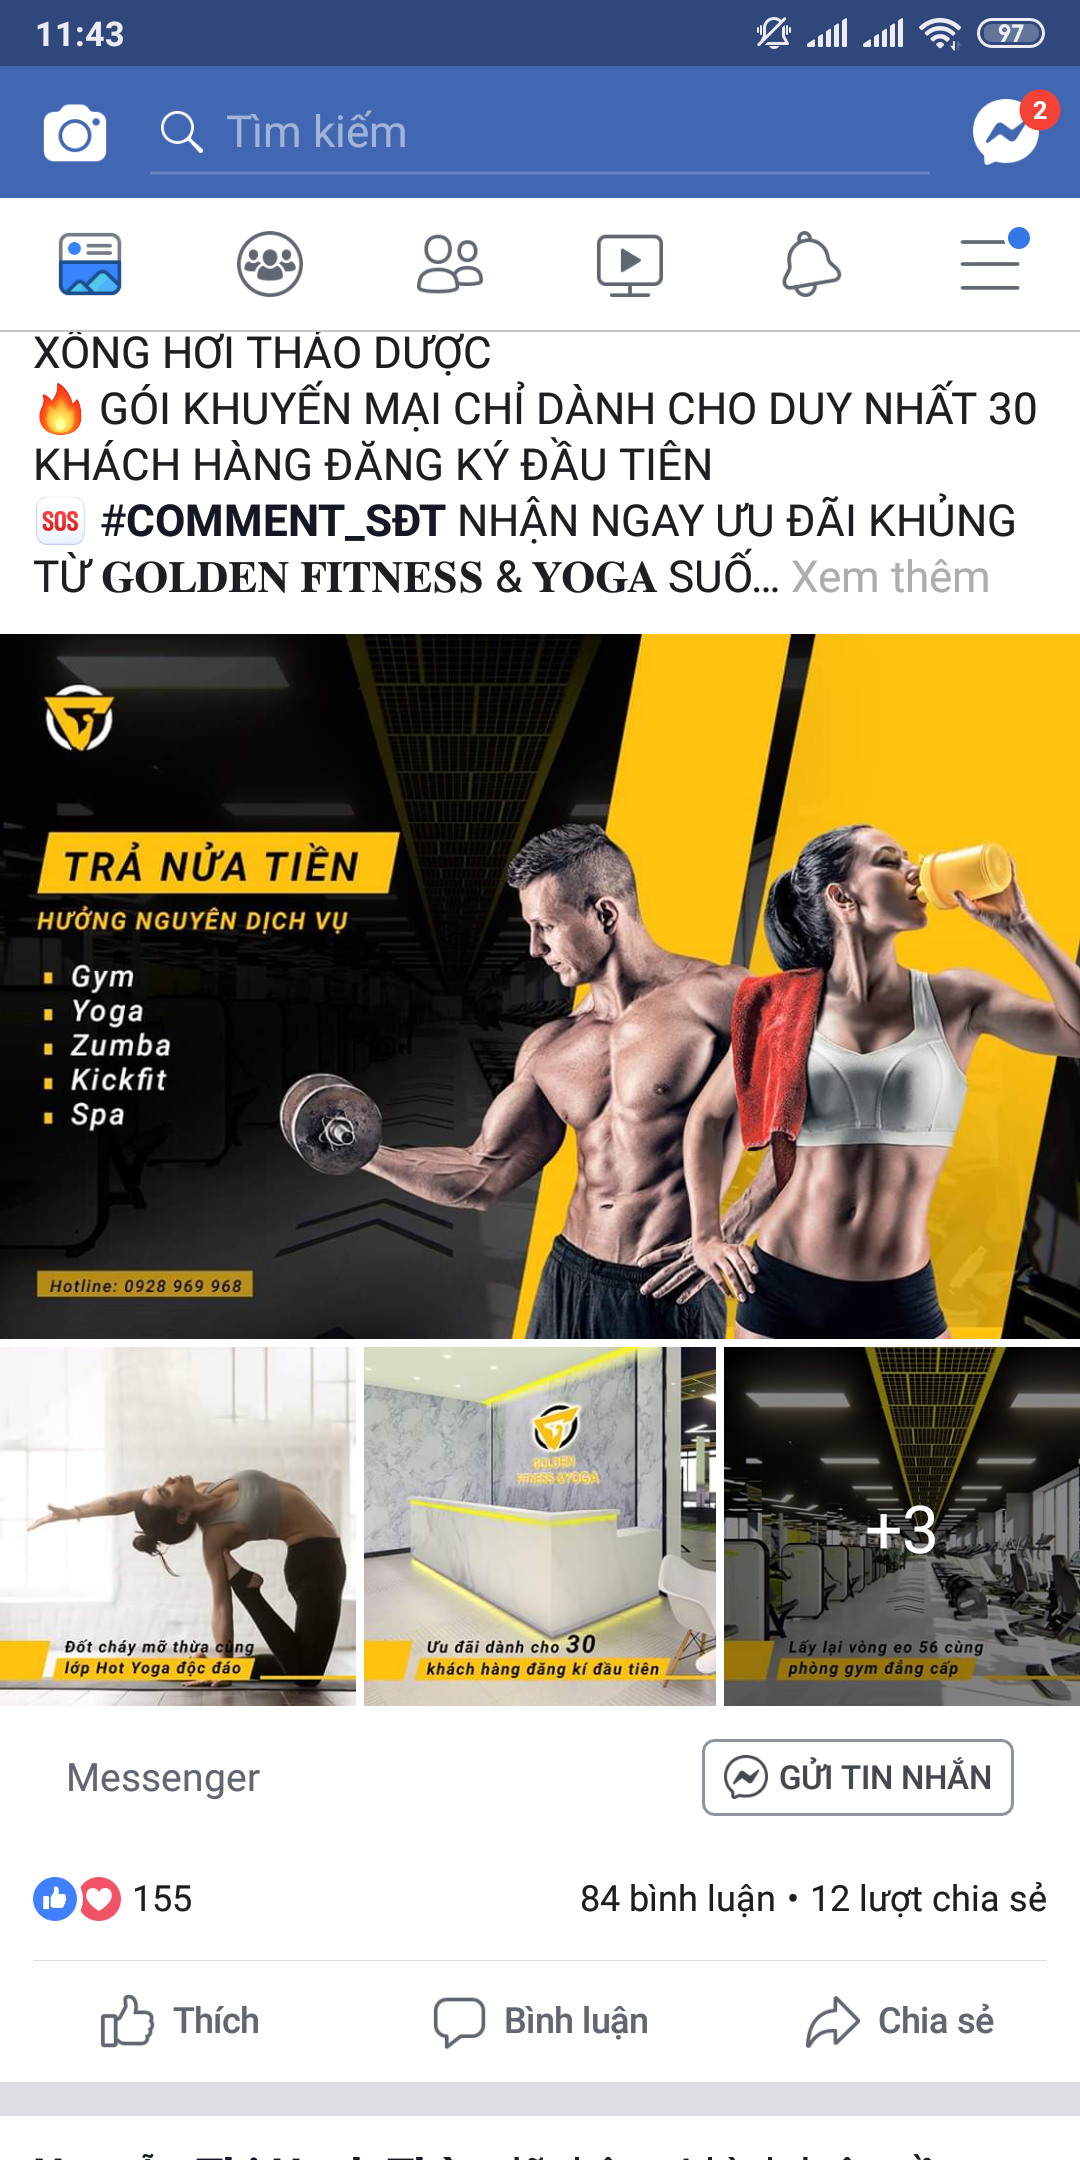 11:43
97
Tìm kiếm
2
XÔNG HƠI THẢO DƯỢC
🔥 GÓI KHUYẾN MẠI CHỈ DÀNH CHO DUY NHẤT 30
KHÁCH HÀNG ĐĂNG KÝ ĐẦU TIÊN
🆘 #COMMENT_SĐT NHẬN NGAY ƯU ĐÃI KHỦNG
TỪ GOLDEN FITNESS & YOGA SUỐ... Xem thêm
TRẢ NỬA TIỀN
HƯỞNG NGUYÊN DỊCH VỤ
Gym
Yoga
Zumba
Kickfit
Spa
Hotline: 0928 969 968
Đốt cháy mỡ thừa cùng
lớp Hot Yoga độc đáo
GOLDEN
FITNESS & YOGA
Ưu đãi dành cho 30
khách hàng đăng kí đầu tiên
+3
Lấy lại vòng eo 56 cùng
phòng gym đẳng cấp
Messenger
GỬI TIN NHẮN
155
84 bình luận • 12 lượt chia sẻ
Thích
Bình luận
Chia sẻ